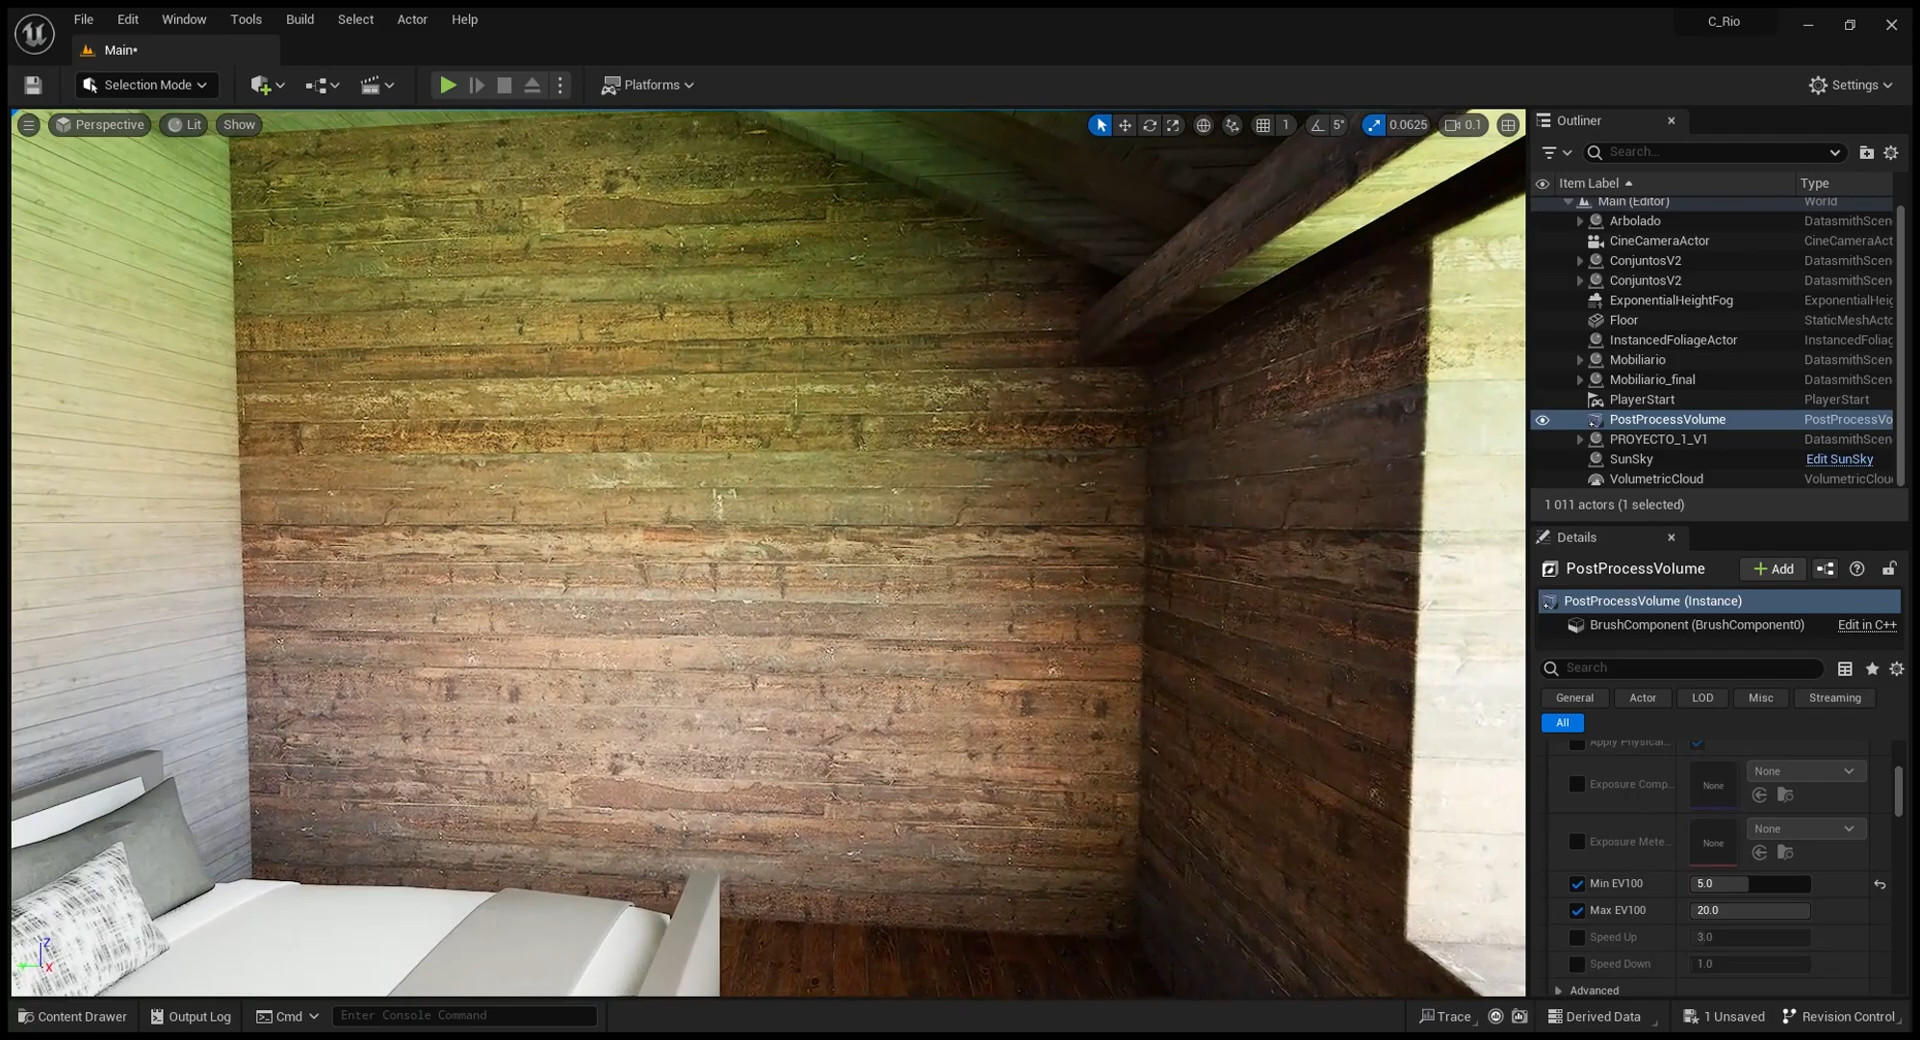 File Edit Window Tools Build Select Actor Help
C_Rio
Main•
Selection Mode
Platforms
Settings
Perspective Lit Show
1 5° 0.0625 0.1
Outliner
Search...
Item Label Type
Main (Editor) World
Arbolado DatasmithScen
CineCameraActor CineCameraAct
ConjuntosV2 DatasmithScen
ConjuntosV2 DatasmithScen
ExponentialHeightFog ExponentialHeig
Floor StaticMeshActo
InstancedFoliageActor InstancedFoliag
Mobiliario DatasmithScen
Mobiliario_final DatasmithScen
PlayerStart PlayerStart
PostProcessVolume PostProcessVo
PROYECTO_1_V1 DatasmithScen
SunSky Edit SunSky
VolumetricCloud VolumetricClou
1 011 actors (1 selected)
Details
PostProcessVolume Add
PostProcessVolume (Instance)
BrushComponent (BrushComponent0) Edit in C++
Search
General Actor LOD Misc Streaming
All
Apply Physical...
None
Exposure Comp... None
None
Exposure Mete... None
Min EV100 5.0
Max EV100 20.0
Speed Up 3.0
Speed Down 1.0
Advanced
Z
X
Content Drawer Output Log Cmd Enter Console Command Trace Derived Data 1 Unsaved Revision Control